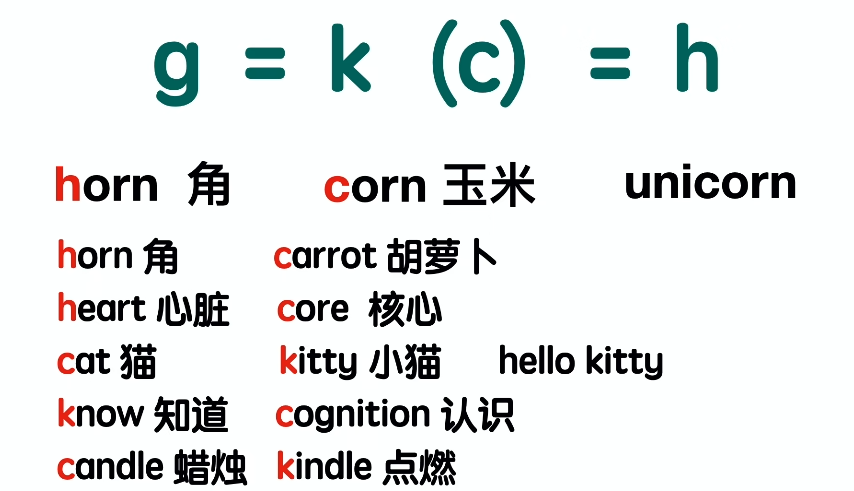 g = k (c) = h
horn 角 corn 玉米 unicorn
horn 角 carrot 胡萝卜
heart 心脏 core 核心
cat 猫 kitty 小猫 hello kitty
know 知道 cognition 认识
candle 蜡烛 kindle 点燃